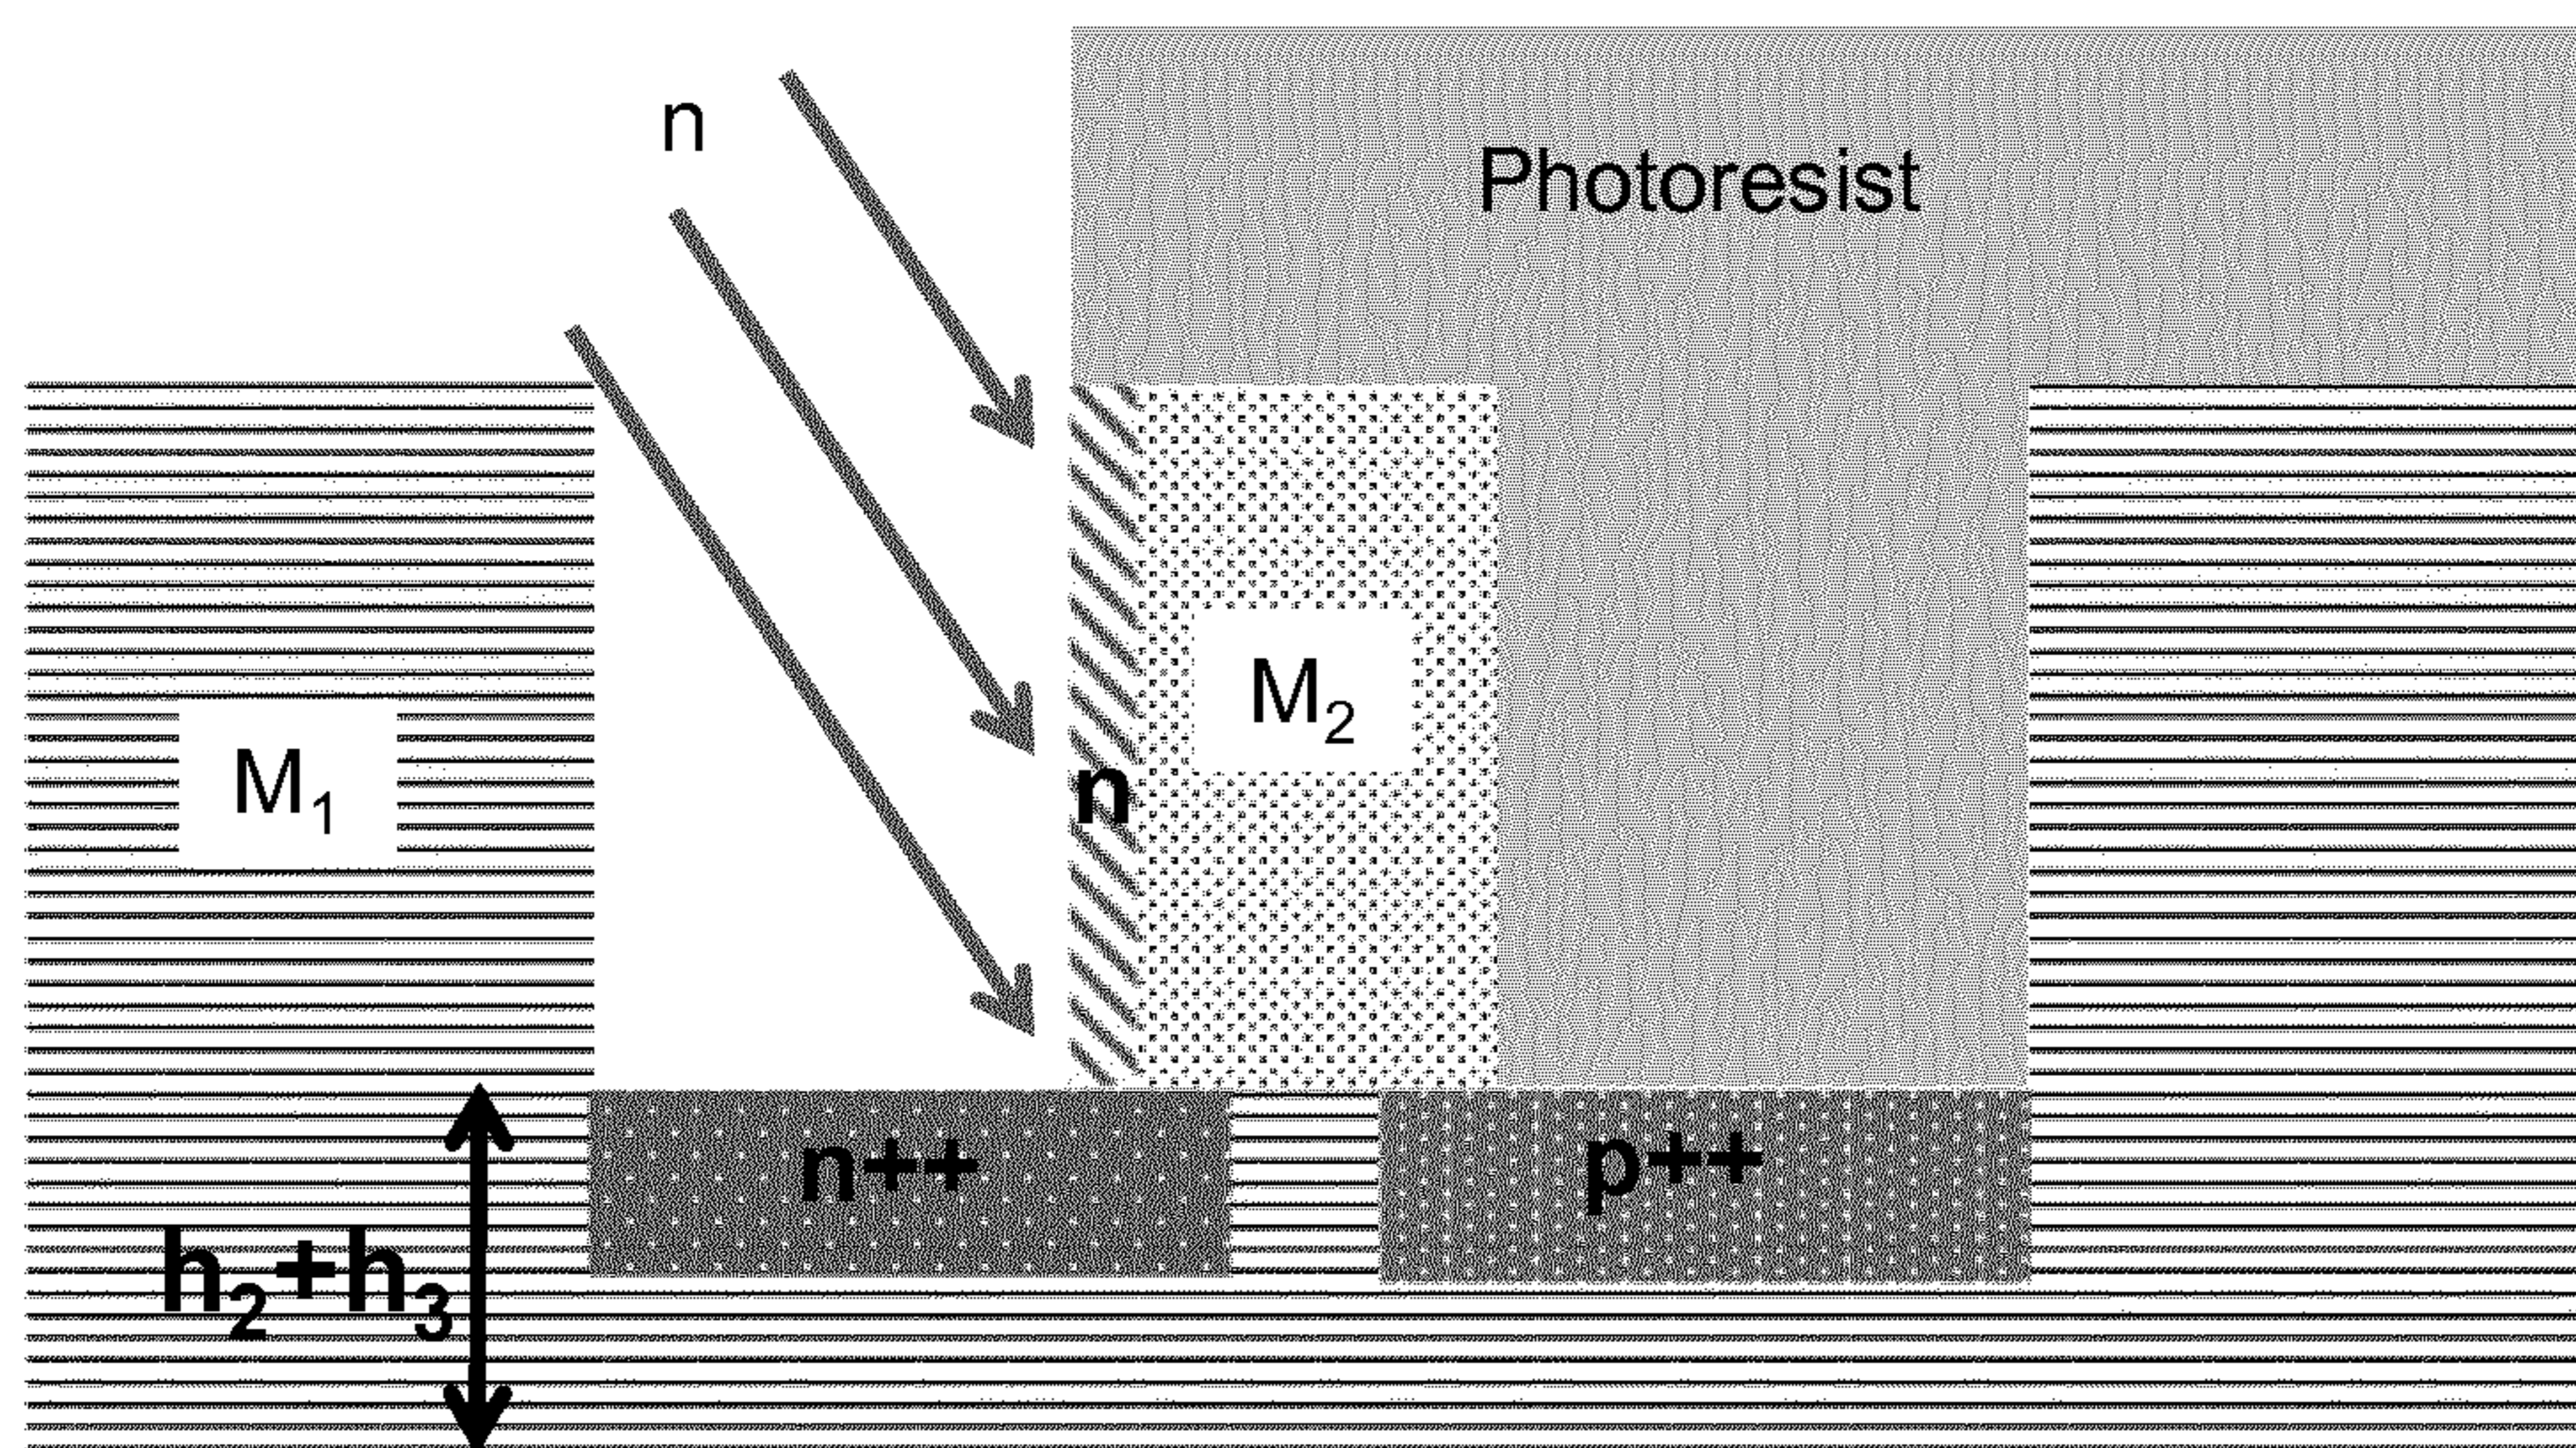 n
Photoresist
M₂
M₁
n
n++
p++
h₂+h₃